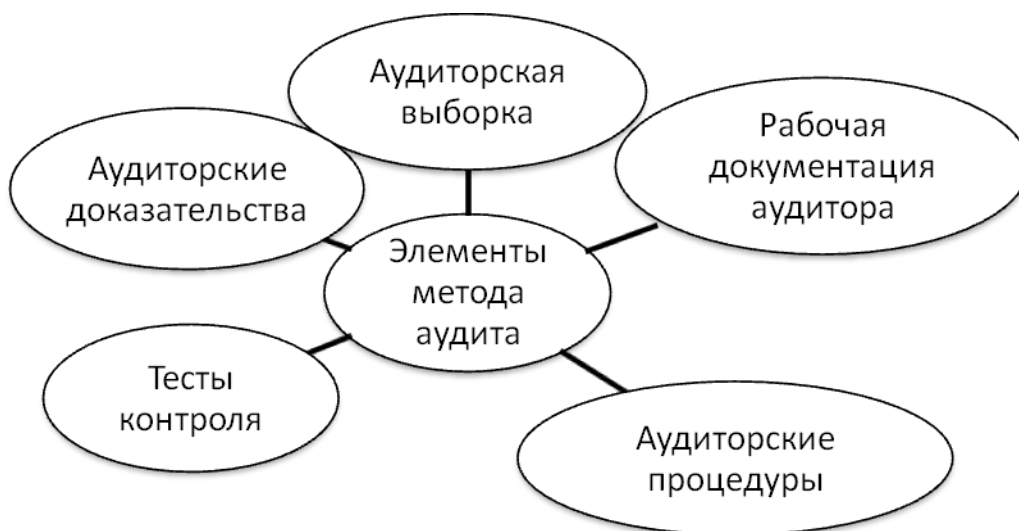 Аудиторская
выборка
Рабочая
документация
аудитора
Аудиторские
доказательства
Элементы
метода
аудита
Тесты
контроля
Аудиторские
процедуры